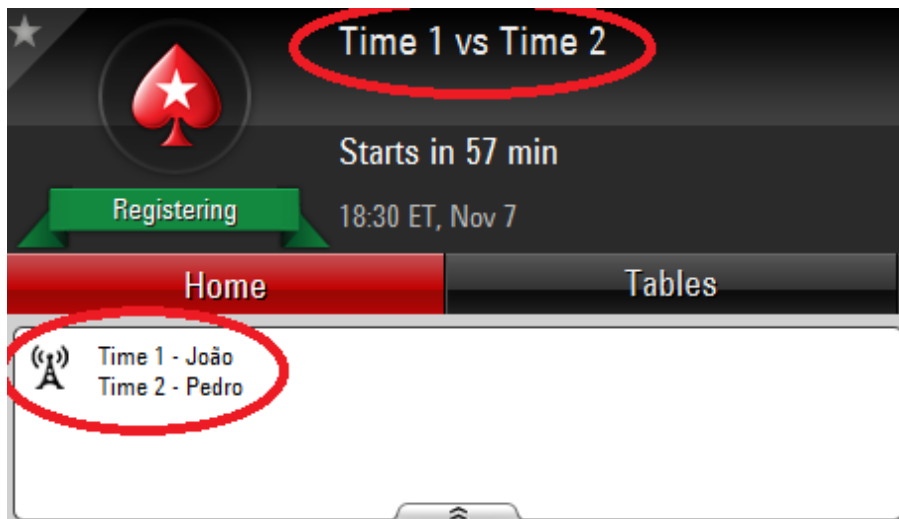 Time 1 vs Time 2
Starts in 57 min
Registering
18:30 ET, Nov 7
Home
Tables
Time 1 - João
Time 2 - Pedro